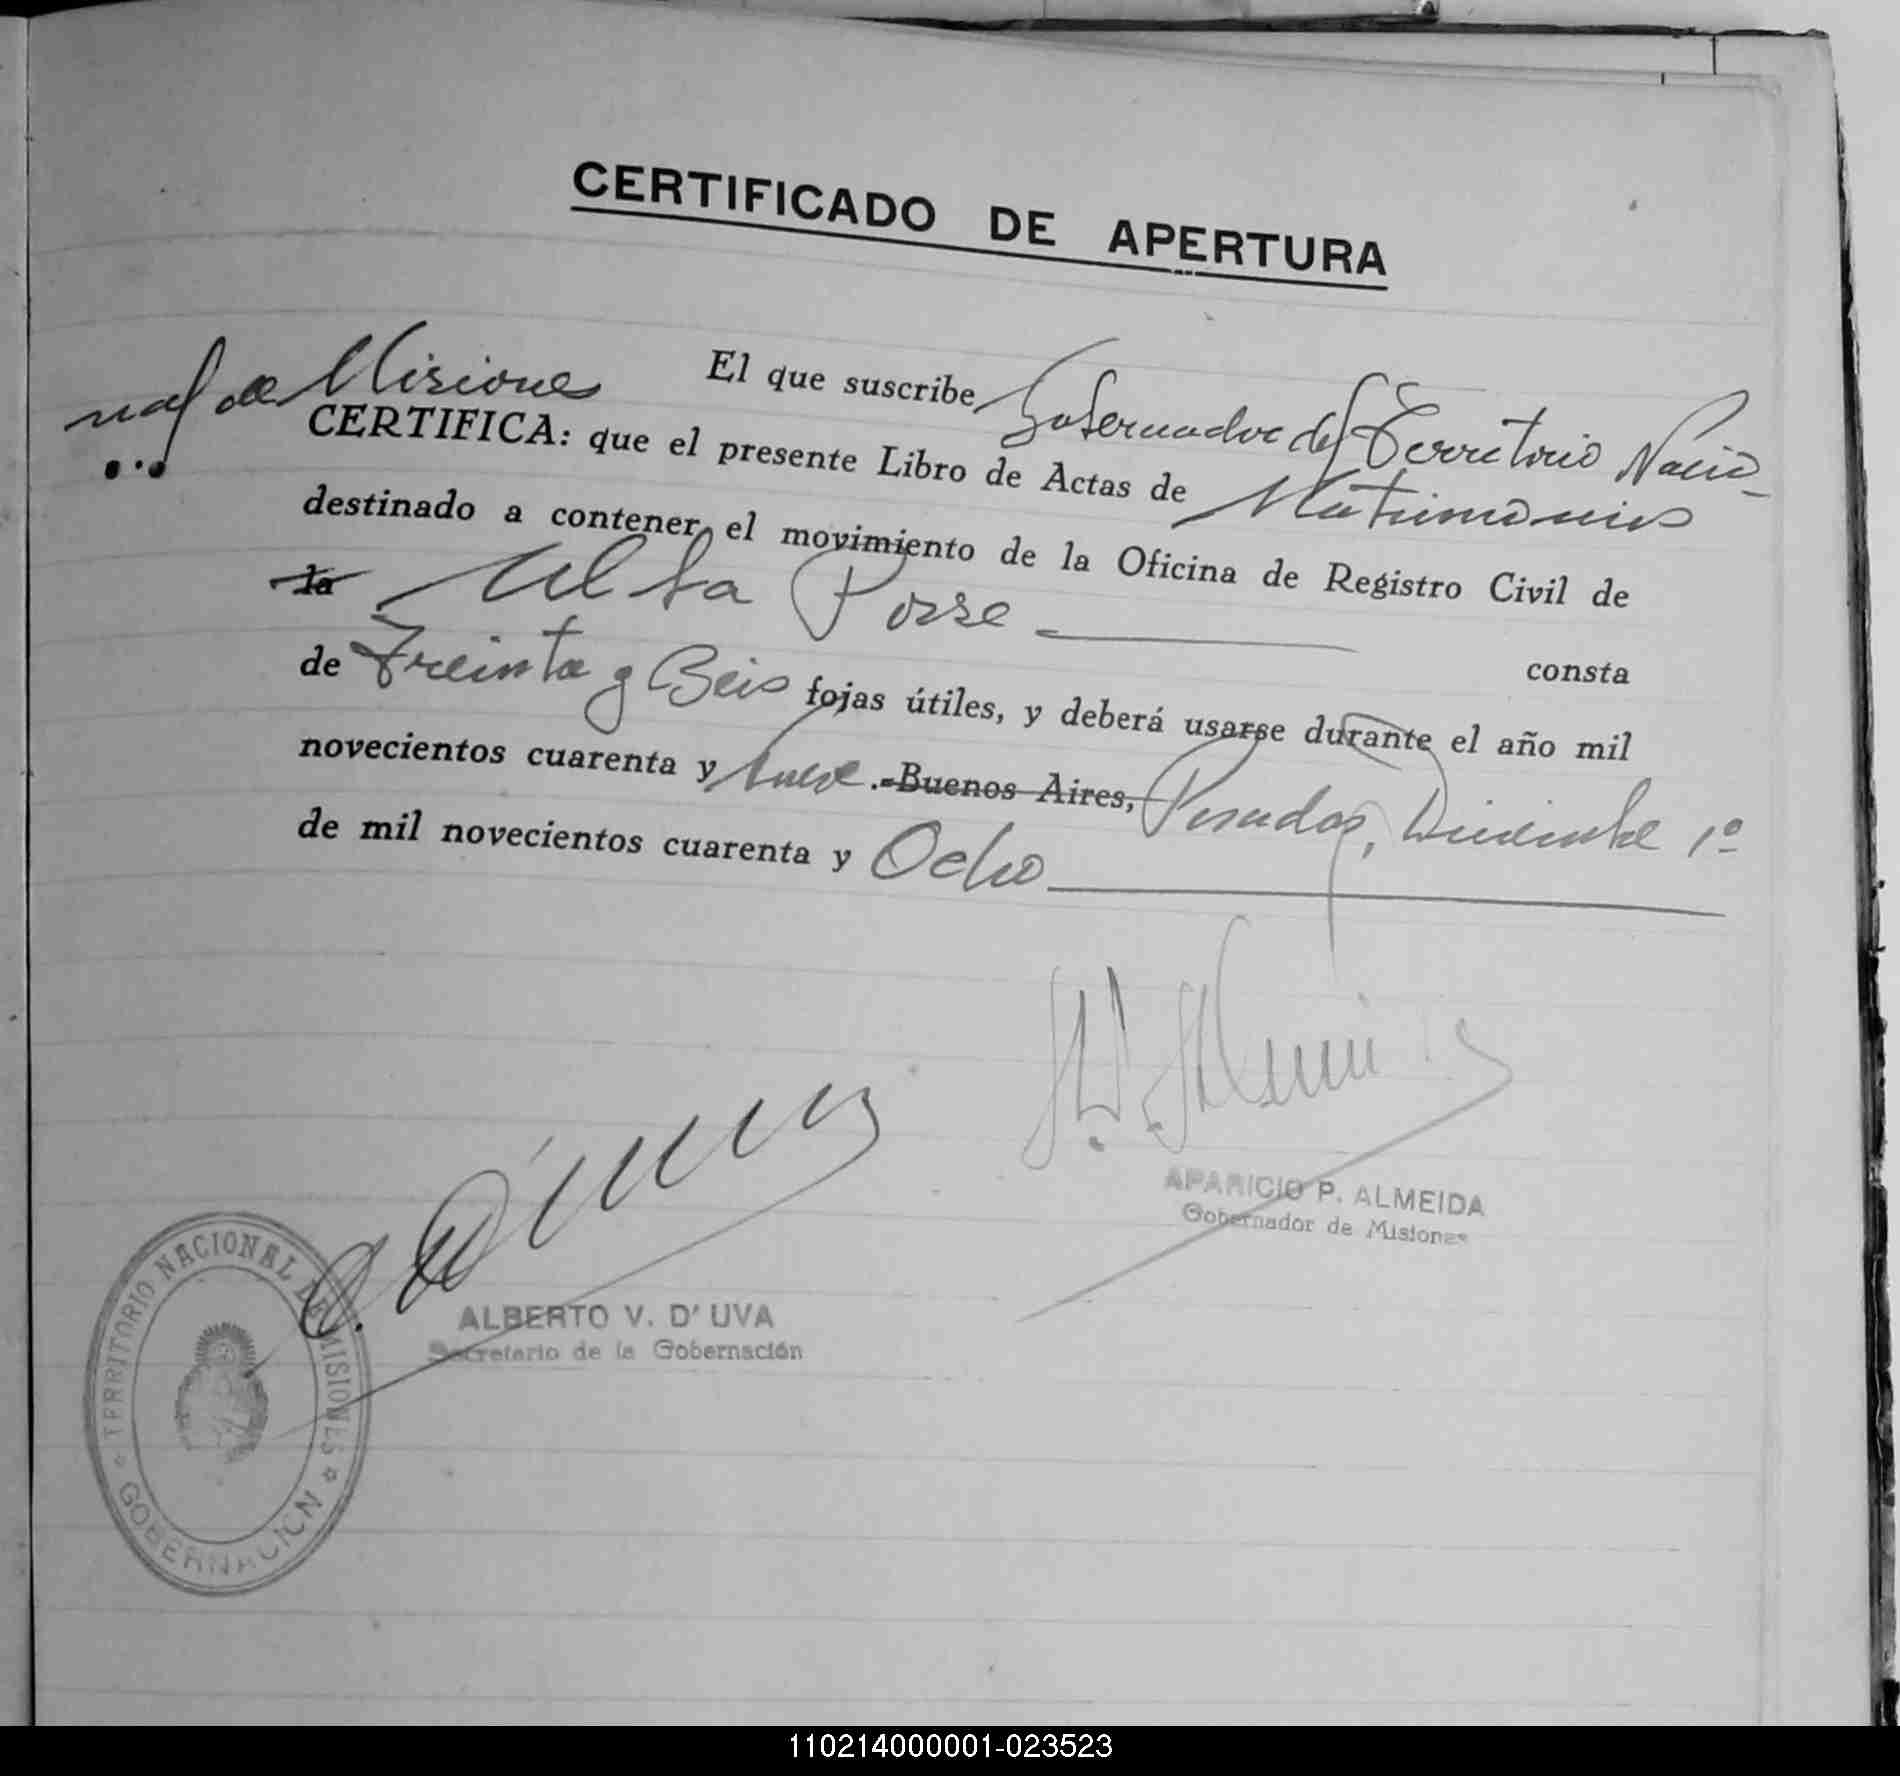 CERTIFICADO DE APERTURA
El que suscribe Gobernador del Territorio Nacio-
nal de Misiones
CERTIFICA: que el presente Libro de Actas de Matrimonios
destinado a contener el movimiento de la Oficina de Registro Civil de
la Alba Posse consta
de Treinta y Seis fojas útiles, y deberá usarse durante el año mil
novecientos cuarenta y nueve.-Buenos Aires, Posadas, Diciembre 1º
de mil novecientos cuarenta y Ocho
APARICIO P. ALMEIDA
Gobernador de Misiones
ALBERTO V. D'UVA
Secretario de la Gobernación
TERRITORIO NACIONAL DE MISIONES
GOBERNACION
110214000001-023523